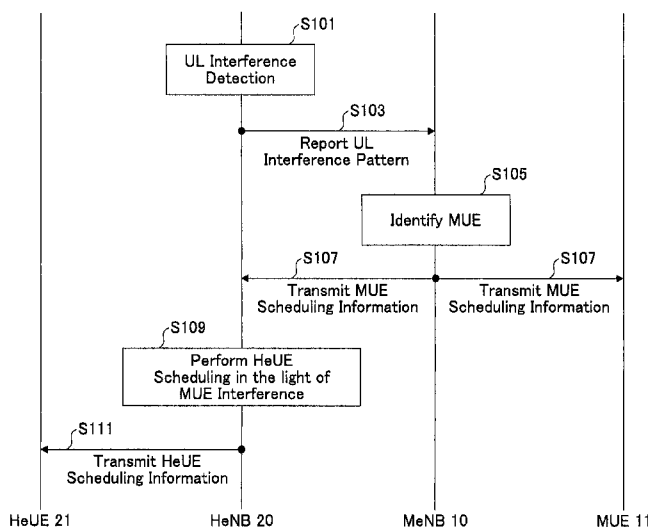 S101
UL Interference
Detection
S103
Report UL
Interference Pattern
S105
Identify MUE
S107
S107
Transmit MUE
Scheduling Information
Transmit MUE
Scheduling Information
S109
Perform HeUE
Scheduling in the light of
MUE Interference
S111
Transmit HeUE
Scheduling Information
HeUE 21
HeNB 20
MeNB 10
MUE 11